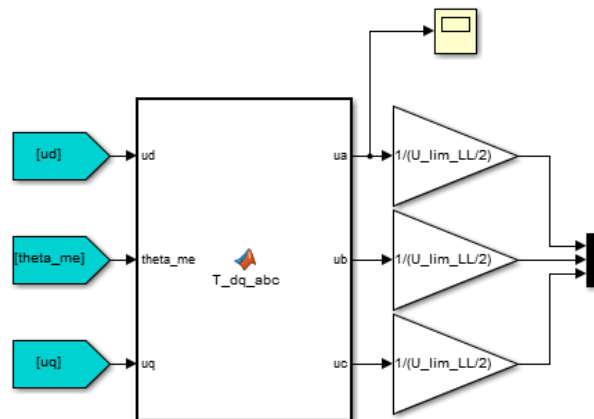 [ud]
ud
ua
1/(U_lim_LL/2)
[theta_me]
theta_me
T_dq_abc
ub
1/(U_lim_LL/2)
[uq]
uq
uc
1/(U_lim_LL/2)